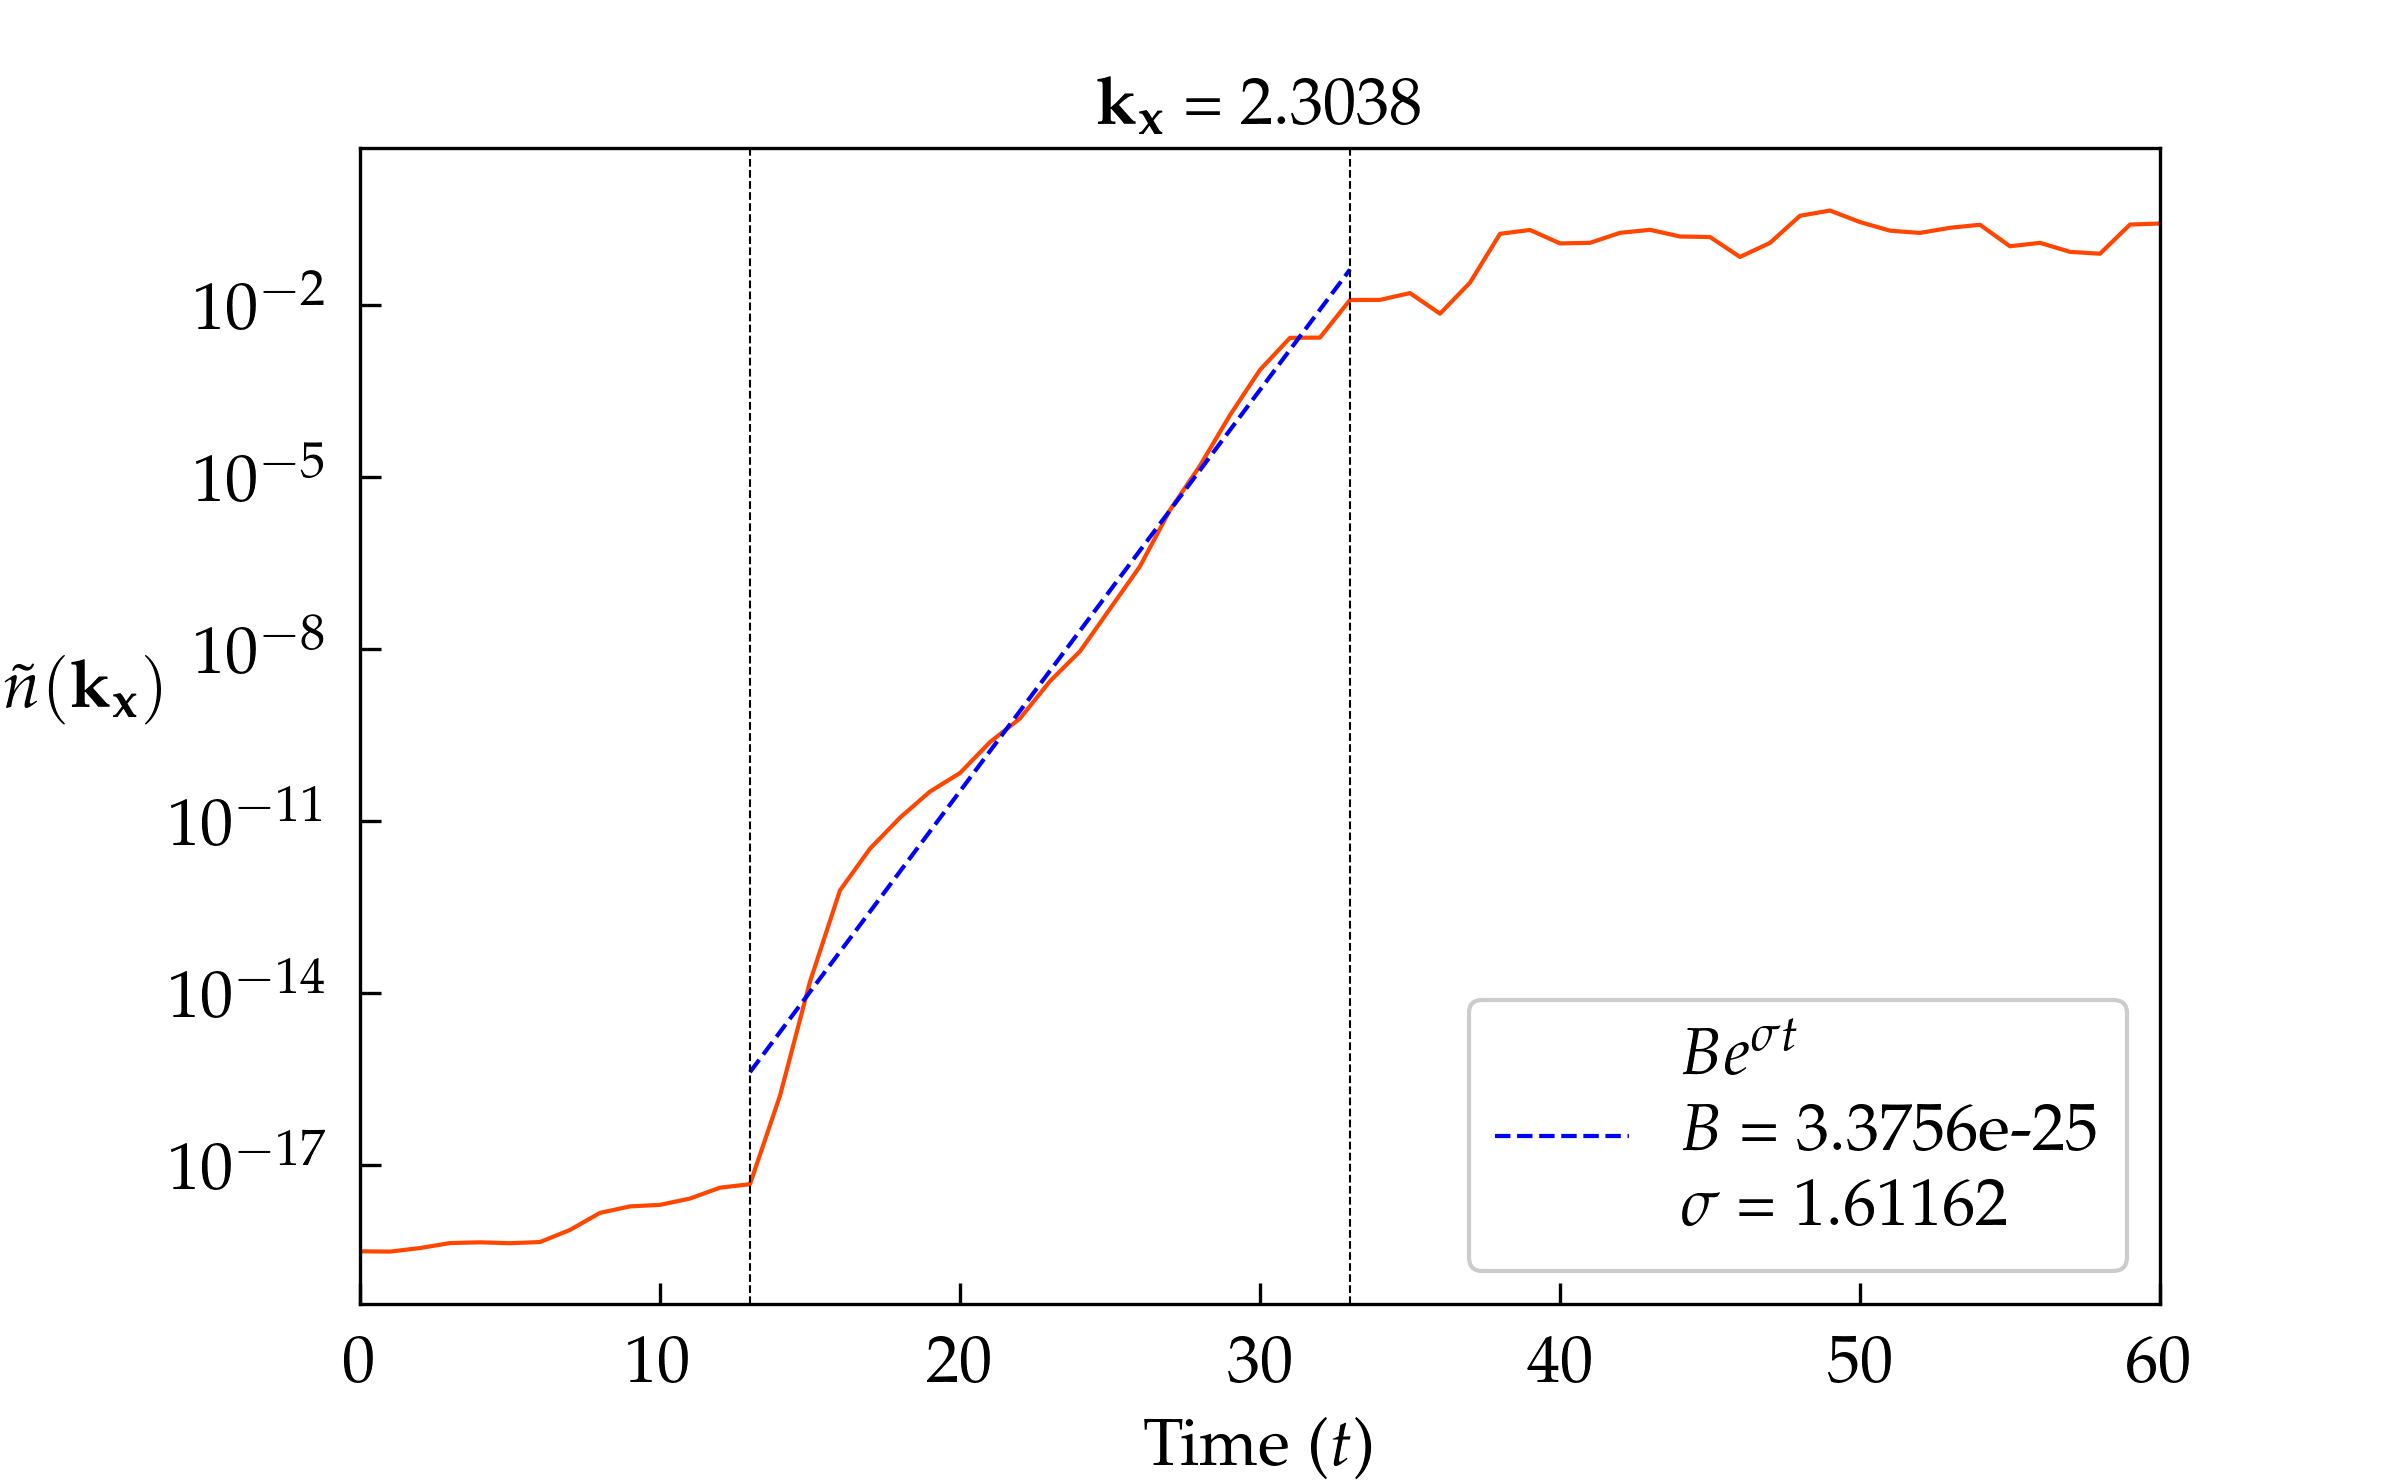 𝐤ₓ = 2.3038
10⁻²
10⁻⁵
10⁻⁸
ñ(𝐤ₓ)
10⁻¹¹
10⁻¹⁴
10⁻¹⁷
Beᵟᵗ
B = 3.3756e-25
σ = 1.61162
0 10 20 30 40 50 60
Time (t)